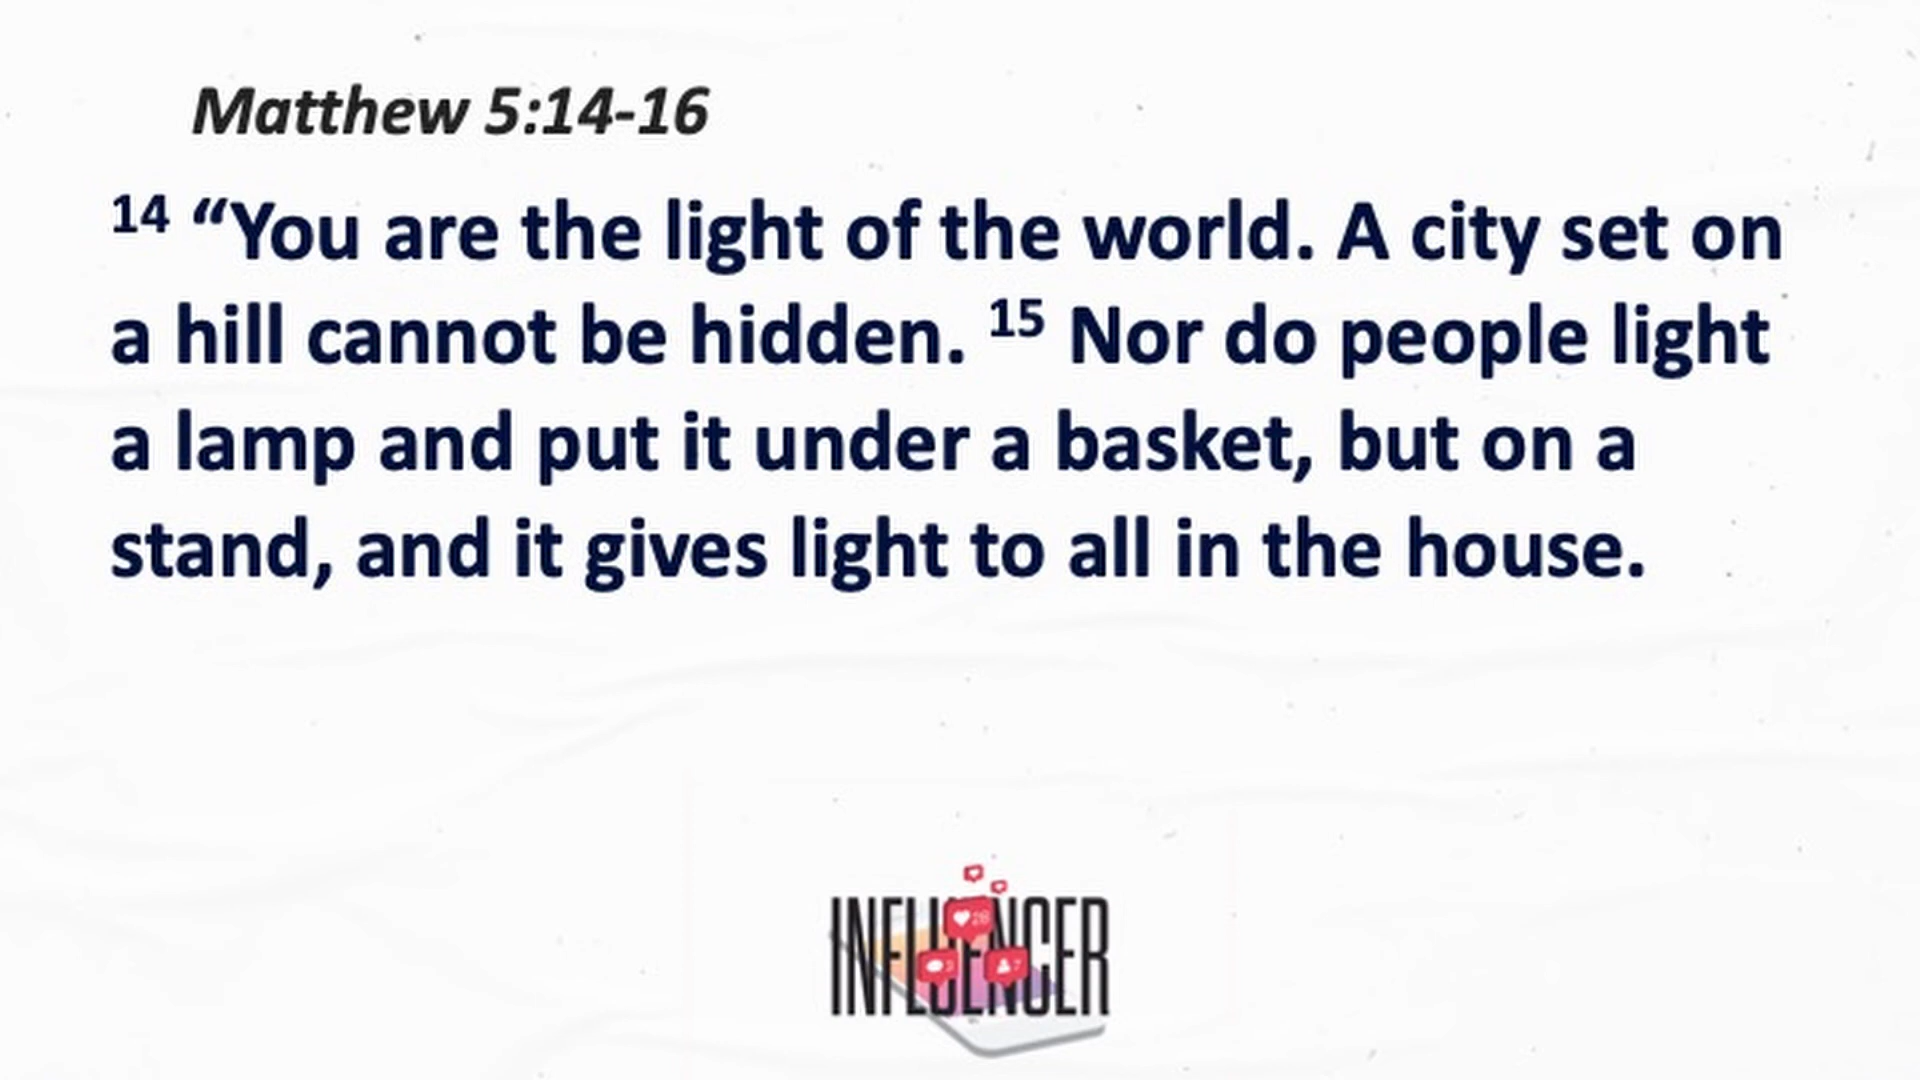 Matthew 5:14-16
14 “You are the light of the world. A city set on
a hill cannot be hidden. 15 Nor do people light
a lamp and put it under a basket, but on a
stand, and it gives light to all in the house.
28
INFLUENCER
7